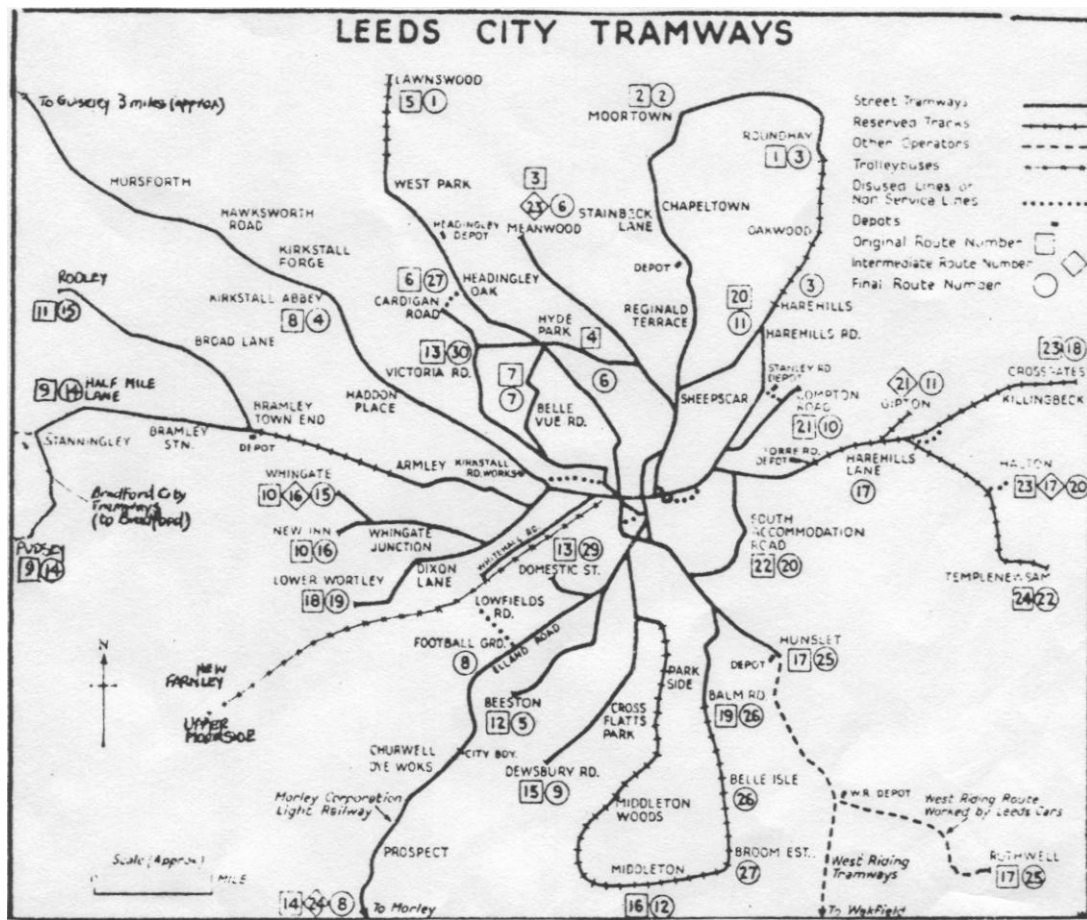 LEEDS CITY TRAMWAYS
LAWNSWOOD
5 1
To Guiseley 3 miles (approx)
2 2
MOORTOWN
ROUNDHAY
1 3
Street Tramways
Reserved Tracks
Other Operators
Trolleybuses
Disused Lines or
Non Service Lines
Depots
Original Route Number
Intermediate Route Number
Final Route Number
HORSFORTH
WEST PARK
3
23 6
MEANWOOD
STAINBECK
LANE
CHAPELTOWN
HAWKSWORTH
ROAD
HEADINGLEY
DEPOT
OAKWOOD
KIRKSTALL
FORGE
DEPOT
RODLEY
11 15
6 27
CARDIGAN
ROAD
HEADINGLEY
OAK
3
20
11
HAREHILLS
KIRKSTALL ABBEY
8 4
HYDE
PARK
4
REGINALD
TERRACE
HAREHILLS RD.
BROAD LANE
13 30
VICTORIA RD.
23 18
CROSSGATES
9 14
HALF MILE
LANE
HADDON
PLACE
7
7
6
STANLEY RD
DEPOT
21 11
GIPTON
KILLINGBECK
SHEEPSCAR
COMPTON
ROAD
21 10
BRAMLEY
TOWN END
BELLE
VUE RD.
STANNINGLEY
BRAMLEY
STN.
DEPOT
TORRE RD.
DEPOT
HAREHILLS
LANE
17
ARMLEY
KIRKSTALL
RD. WORKS
HALTON
23 17 20
WHINGATE
10 16 15
Bradford City
Tramways
(to Bradford)
NEW INN
10 16
WHINGATE
JUNCTION
WHITEHALL RD.
SOUTH
ACCOMMODATION
ROAD
22 20
PUDSEY
9 14
13 29
DOMESTIC ST.
DIXON
LANE
LOWER WORTLEY
18 19
TEMPLENEWSAM
24 22
LOWFIELDS
RD.
FOOTBALL GRD.
8
ELLAND ROAD
HUNSLET
17 25
DEPOT
N
NEW
FARNLEY
PARK
SIDE
BALM RD.
19 26
BEESTON
12 5
CROSS
FLATTS
PARK
UPPER
MOORSIDE
CHURWELL
DYE WOKS
CITY BDY.
DEWSBURY RD.
15 9
BELLE ISLE
26
Morley Corporation
Light Railway
MIDDLETON
WOODS
W.R. DEPOT
West Riding Route
Worked by Leeds Cars
PROSPECT
BROOM EST.
27
Scale (Approx)
0 MILE
MIDDLETON
West Riding
Tramways
ROTHWELL
17 25
14 24 8
To Morley
16 12
To Wakefield